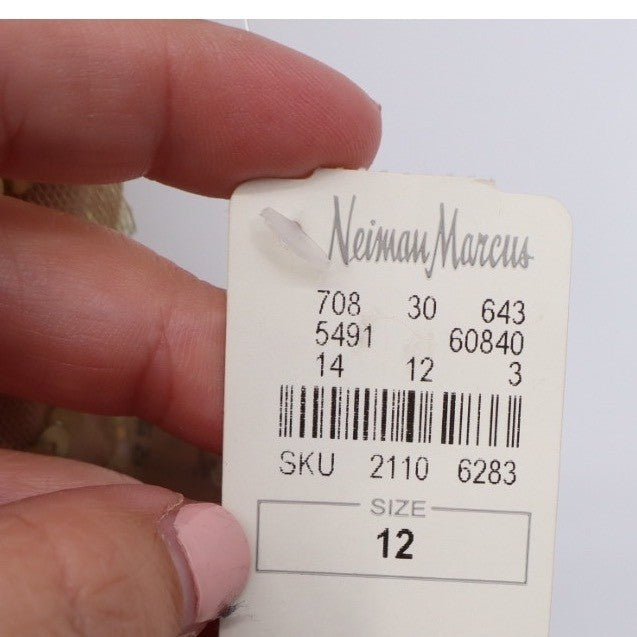 Neiman Marcus
708 30 643
5491 60840
14 12 3
SKU 2110 6283
SIZE
12